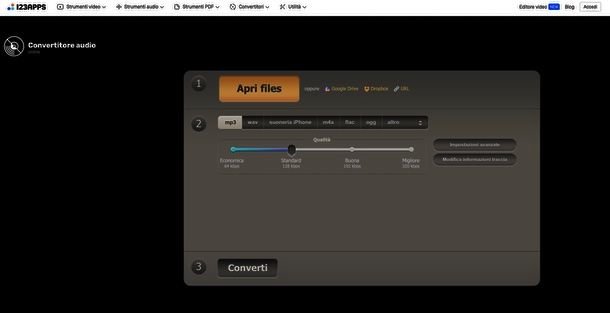 123APPS Strumenti video Strumenti audio Strumenti PDF Convertitori Utilità Editore video NEW Blog Accedi
Convertitore audio
1 Apri files oppure Google Drive Dropbox URL
2 mp3 wav suoneria iPhone m4a flac ogg altro
Qualità
Impostazioni avanzate
Economica Standard Buona Migliore
Modifica informazioni traccia
64 kbps 128 kbps 192 kbps 320 kbps
3 Converti